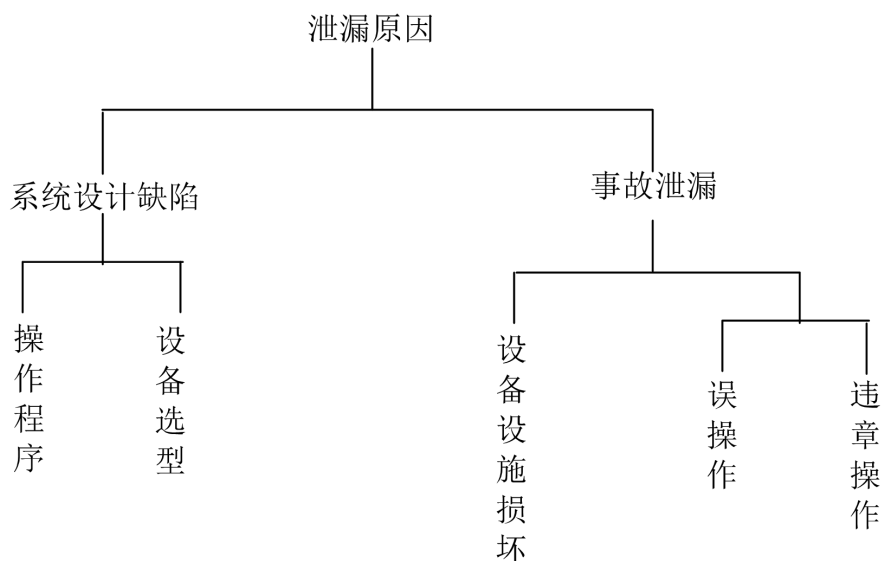 泄漏原因
系统设计缺陷
事故泄漏
操作程序
设备选型
设备设施损坏
误操作
违章操作